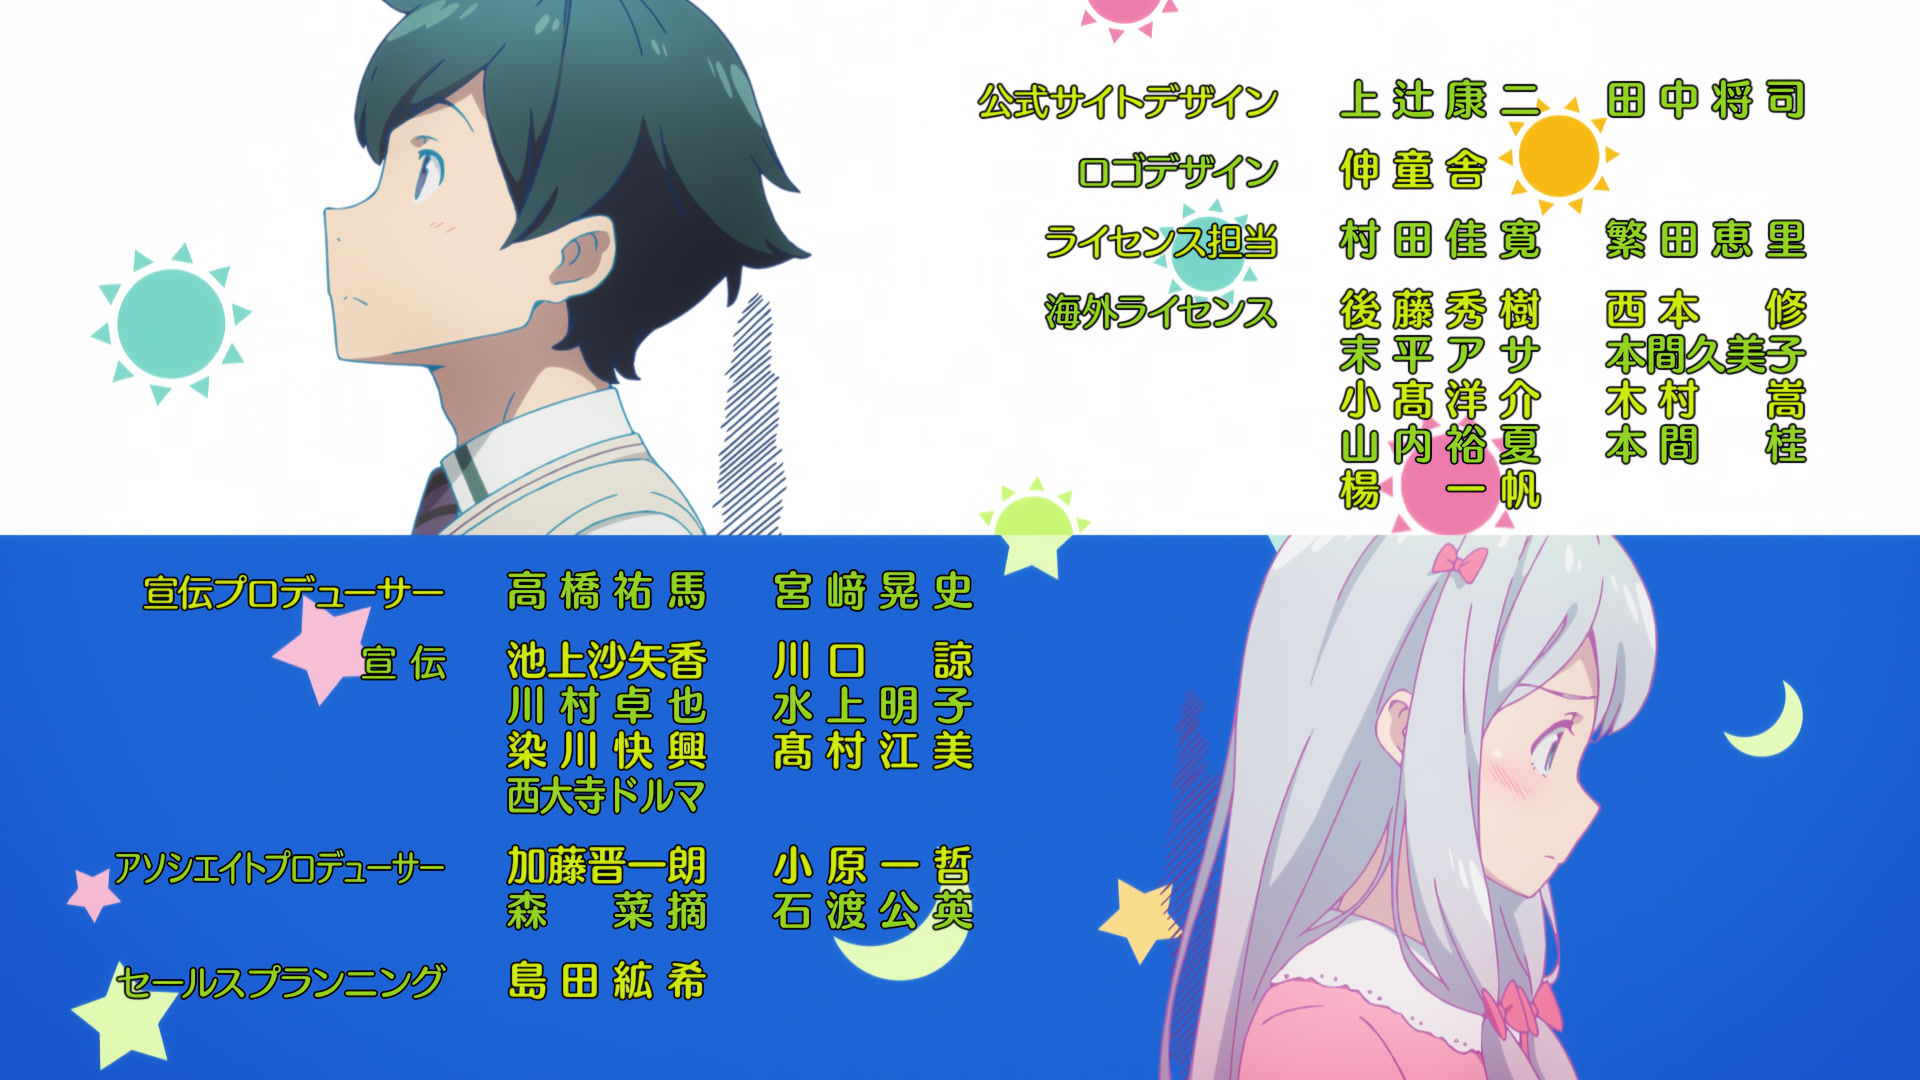 公式サイトデザイン 上辻康二 田中将司
ロゴデザイン 伸童舎
ライセンス担当 村田佳寛 繁田恵里
海外ライセンス 後藤秀樹 西本 修
末平アサ 本間久美子
小髙洋介 木村 嵩
山内裕夏 本間 桂
楊 一帆
宣伝プロデューサー 高橋祐馬 宮﨑晃史
宣伝 池上沙矢香 川口 諒
川村卓也 水上明子
染川快興 髙村江美
西大寺ドルマ
アソシエイトプロデューサー 加藤晋一朗 小原一哲
森 菜摘 石渡公英
セールスプランニング 島田紘希